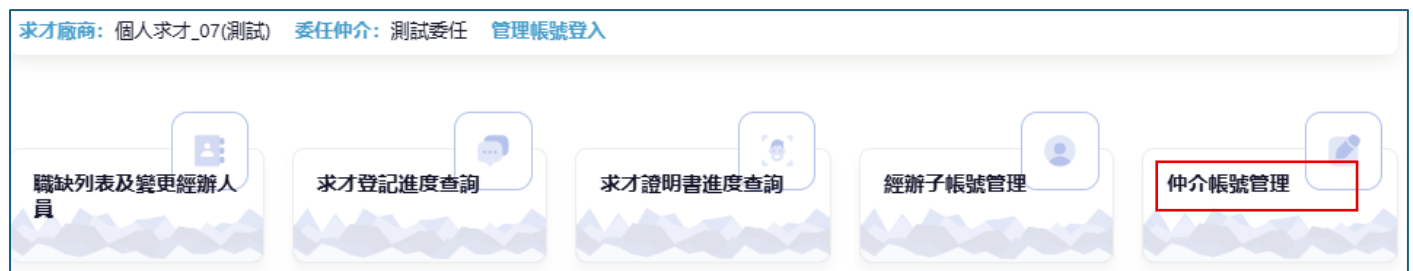 求才廠商：個人求才_07(測試) 委任仲介：測試委任 管理帳號登入
職缺列表及變更經辦人員
求才登記進度查詢
求才證明書進度查詢
經辦子帳號管理
仲介帳號管理